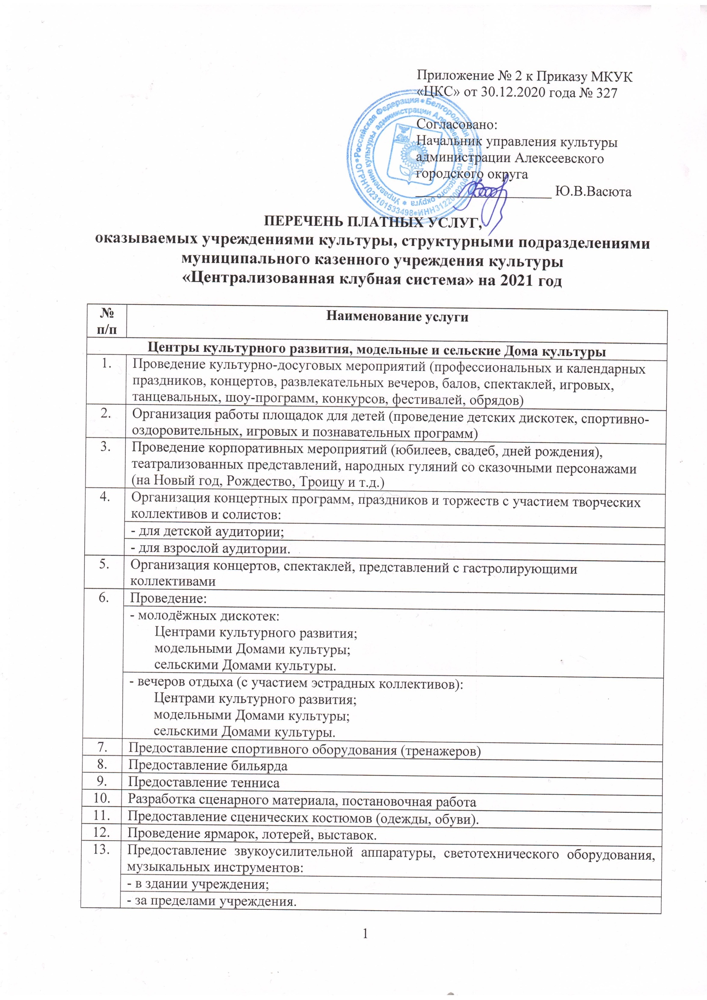 Приложение № 2 к Приказу МКУК
«ЦКС» от 30.12.2020 года № 327
Согласовано:
Начальник управления культуры
администрации Алексеевского
городского округа
Ю.В.Васюта
Российская Федерация * Белгородская область * ИНН3122000204 * ОГРН1023101533498 *
Управление культуры администрации Алексеевского городского округа *
ПЕРЕЧЕНЬ ПЛАТНЫХ УСЛУГ,
оказываемых учреждениями культуры, структурными подразделениями
муниципального казенного учреждения культуры
«Централизованная клубная система» на 2021 год
№ п/п Наименование услуги
Центры культурного развития, модельные и сельские Дома культуры
1. Проведение культурно-досуговых мероприятий (профессиональных и календарных
праздников, концертов, развлекательных вечеров, балов, спектаклей, игровых,
танцевальных, шоу-программ, конкурсов, фестивалей, обрядов)
2. Организация работы площадок для детей (проведение детских дискотек, спортивно-
оздоровительных, игровых и познавательных программ)
3. Проведение корпоративных мероприятий (юбилеев, свадеб, дней рождения),
театрализованных представлений, народных гуляний со сказочными персонажами
(на Новый год, Рождество, Троицу и т.д.)
4. Организация концертных программ, праздников и торжеств с участием творческих
коллективов и солистов:
- для детской аудитории;
- для взрослой аудитории.
5. Организация концертов, спектаклей, представлений с гастролирующими
коллективами
6. Проведение:
- молодёжных дискотек:
Центрами культурного развития;
модельными Домами культуры;
сельскими Домами культуры.
- вечеров отдыха (с участием эстрадных коллективов):
Центрами культурного развития;
модельными Домами культуры;
сельскими Домами культуры.
7. Предоставление спортивного оборудования (тренажеров)
8. Предоставление бильярда
9. Предоставление тенниса
10. Разработка сценарного материала, постановочная работа
11. Предоставление сценических костюмов (одежды, обуви).
12. Проведение ярмарок, лотерей, выставок.
13. Предоставление звукоусилительной аппаратуры, светотехнического оборудования,
музыкальных инструментов:
- в здании учреждения;
- за пределами учреждения.
1